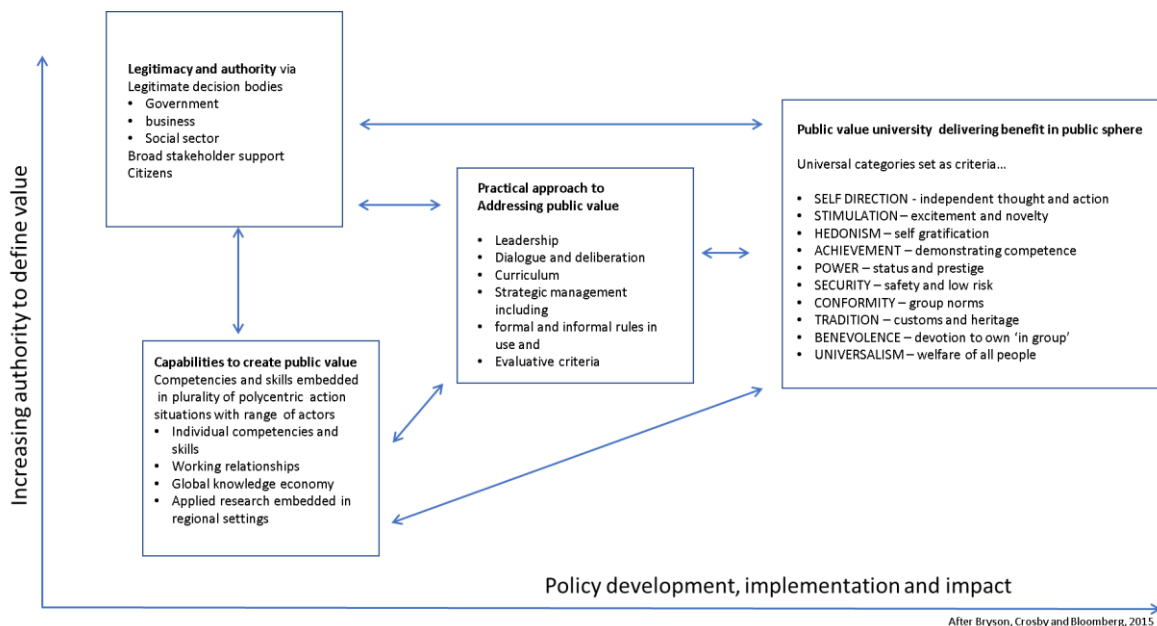 Increasing authority to define value
Legitimacy and authority via
Legitimate decision bodies
• Government
• business
• Social sector
Broad stakeholder support
Citizens
Capabilities to create public value
Competencies and skills embedded
in plurality of polycentric action
situations with range of actors
• Individual competencies and
skills
• Working relationships
• Global knowledge economy
• Applied research embedded in
regional settings
Practical approach to
Addressing public value
• Leadership
• Dialogue and deliberation
• Curriculum
• Strategic management
including
• formal and informal rules in
use and
• Evaluative criteria
Public value university delivering benefit in public sphere
Universal categories set as criteria...
• SELF DIRECTION - independent thought and action
• STIMULATION – excitement and novelty
• HEDONISM – self gratification
• ACHIEVEMENT – demonstrating competence
• POWER – status and prestige
• SECURITY – safety and low risk
• CONFORMITY – group norms
• TRADITION – customs and heritage
• BENEVOLENCE – devotion to own ‘in group’
• UNIVERSALISM – welfare of all people
Policy development, implementation and impact
After Bryson, Crosby and Bloomberg, 2015